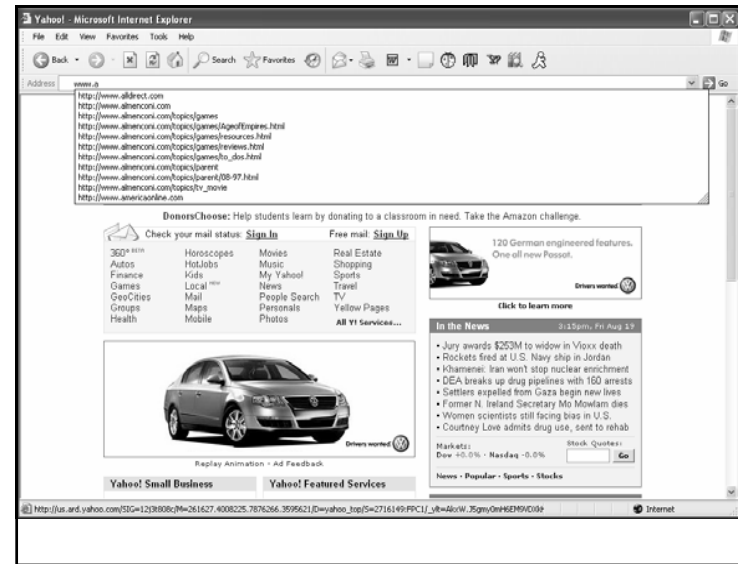 Yahoo! - Microsoft Internet Explorer
File Edit View Favorites Tools Help
Back Search Favorites
Address www.a Go
http://www.alldirect.com
http://www.almenconi.com
http://www.almenconi.com/topics/games
http://www.almenconi.com/topics/games/AgeofEmpires.html
http://www.almenconi.com/topics/games/resources.html
http://www.almenconi.com/topics/games/reviews.html
http://www.almenconi.com/topics/games/to_dos.html
http://www.almenconi.com/topics/parent
http://www.almenconi.com/topics/parent/08-97.html
http://www.almenconi.com/topics/tv_movie
http://www.americaonline.com
DonorsChoose: Help students learn by donating to a classroom in need. Take the Amazon challenge.
Check your mail status: Sign In Free mail: Sign Up
360° BETA Horoscopes Movies Real Estate
Autos HotJobs Music Shopping
Finance Kids My Yahoo! Sports
Games Local NEW News Travel
GeoCities Mail People Search TV
Groups Maps Personals Yellow Pages
Health Mobile Photos All Y! Services...
120 German engineered features.
One all new Passat.
Drivers wanted.
Click to learn more
In the News 3:15pm, Fri Aug 19
• Jury awards $253M to widow in Vioxx death
• Rockets fired at U.S. Navy ship in Jordan
• Khamenei: Iran won't stop nuclear enrichment
• DEA breaks up drug pipelines with 160 arrests
• Settlers expelled from Gaza begin new lives
• Former N. Ireland Secretary Mo Mowlam dies
• Women scientists still facing bias in U.S.
• Courtney Love admits drug use, sent to rehab
Drivers wanted.
Replay Animation - Ad Feedback
Markets: Stock Quotes:
Dow +0.0% • Nasdaq -0.0% Go
News • Popular • Sports • Stocks
Yahoo! Small Business Yahoo! Featured Services
Internet